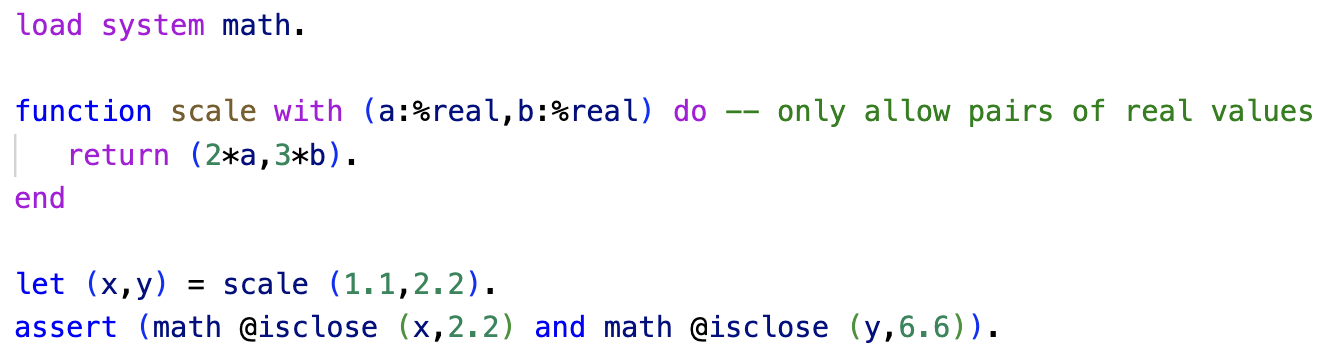 load system math.
function scale with (a:%real,b:%real) do -- only allow pairs of real values
return (2*a,3*b).
end
let (x,y) = scale (1.1,2.2).
assert (math @isclose (x,2.2) and math @isclose (y,6.6)).